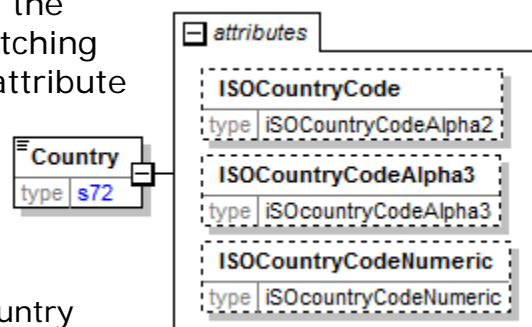 the
tching
attribute
attributes
ISOCountryCode
type iSOCountryCodeAlpha2
Country
type s72
ISOCountryCodeAlpha3
type iSOcountryCodeAlpha3
ISOCountryCodeNumeric
type iSOcountryCodeNumeric
untry